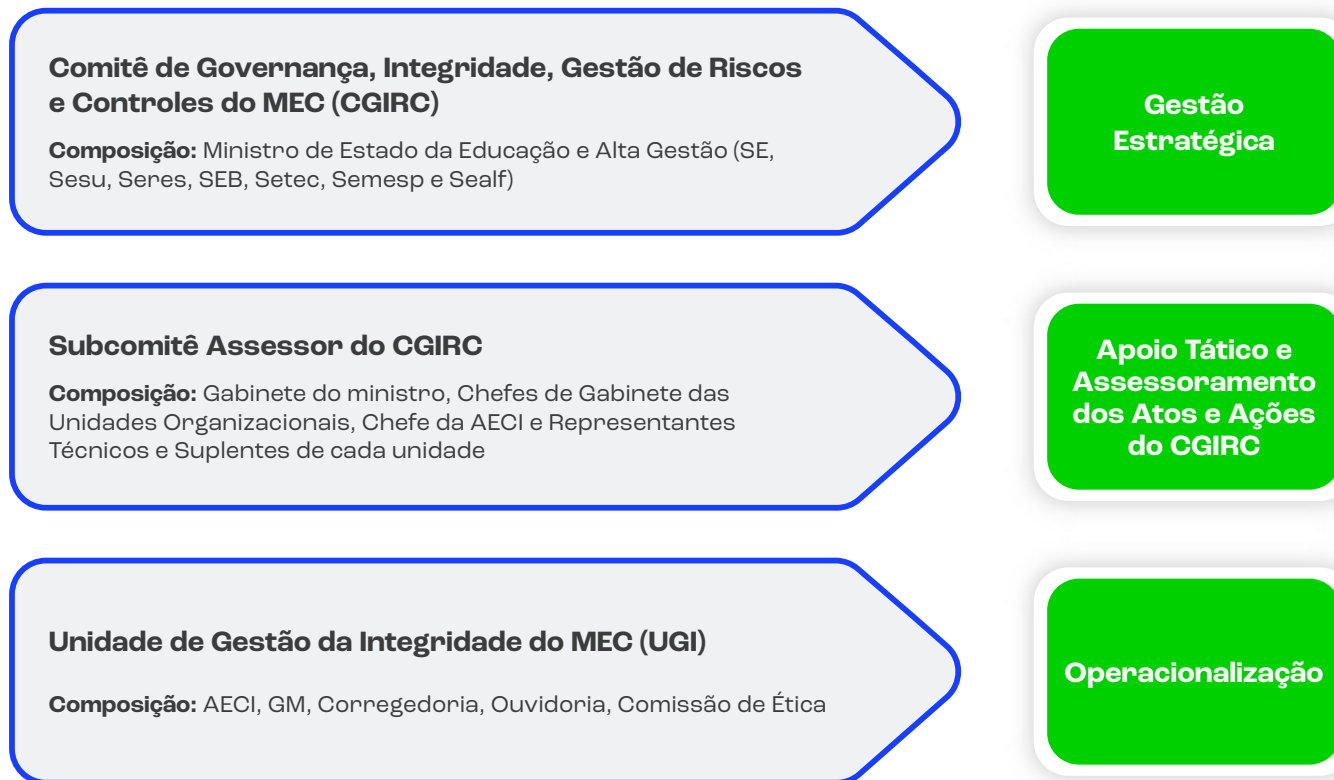 Comitê de Governança, Integridade, Gestão de Riscos
e Controles do MEC (CGIRC)
Composição: Ministro de Estado da Educação e Alta Gestão (SE,
Sesu, Seres, SEB, Setec, Semesp e Sealf)
Gestão
Estratégica
Subcomitê Assessor do CGIRC
Composição: Gabinete do ministro, Chefes de Gabinete das
Unidades Organizacionais, Chefe da AECI e Representantes
Técnicos e Suplentes de cada unidade
Apoio Tático e
Assessoramento
dos Atos e Ações
do CGIRC
Unidade de Gestão da Integridade do MEC (UGI)
Composição: AECI, GM, Corregedoria, Ouvidoria, Comissão de Ética
Operacionalização